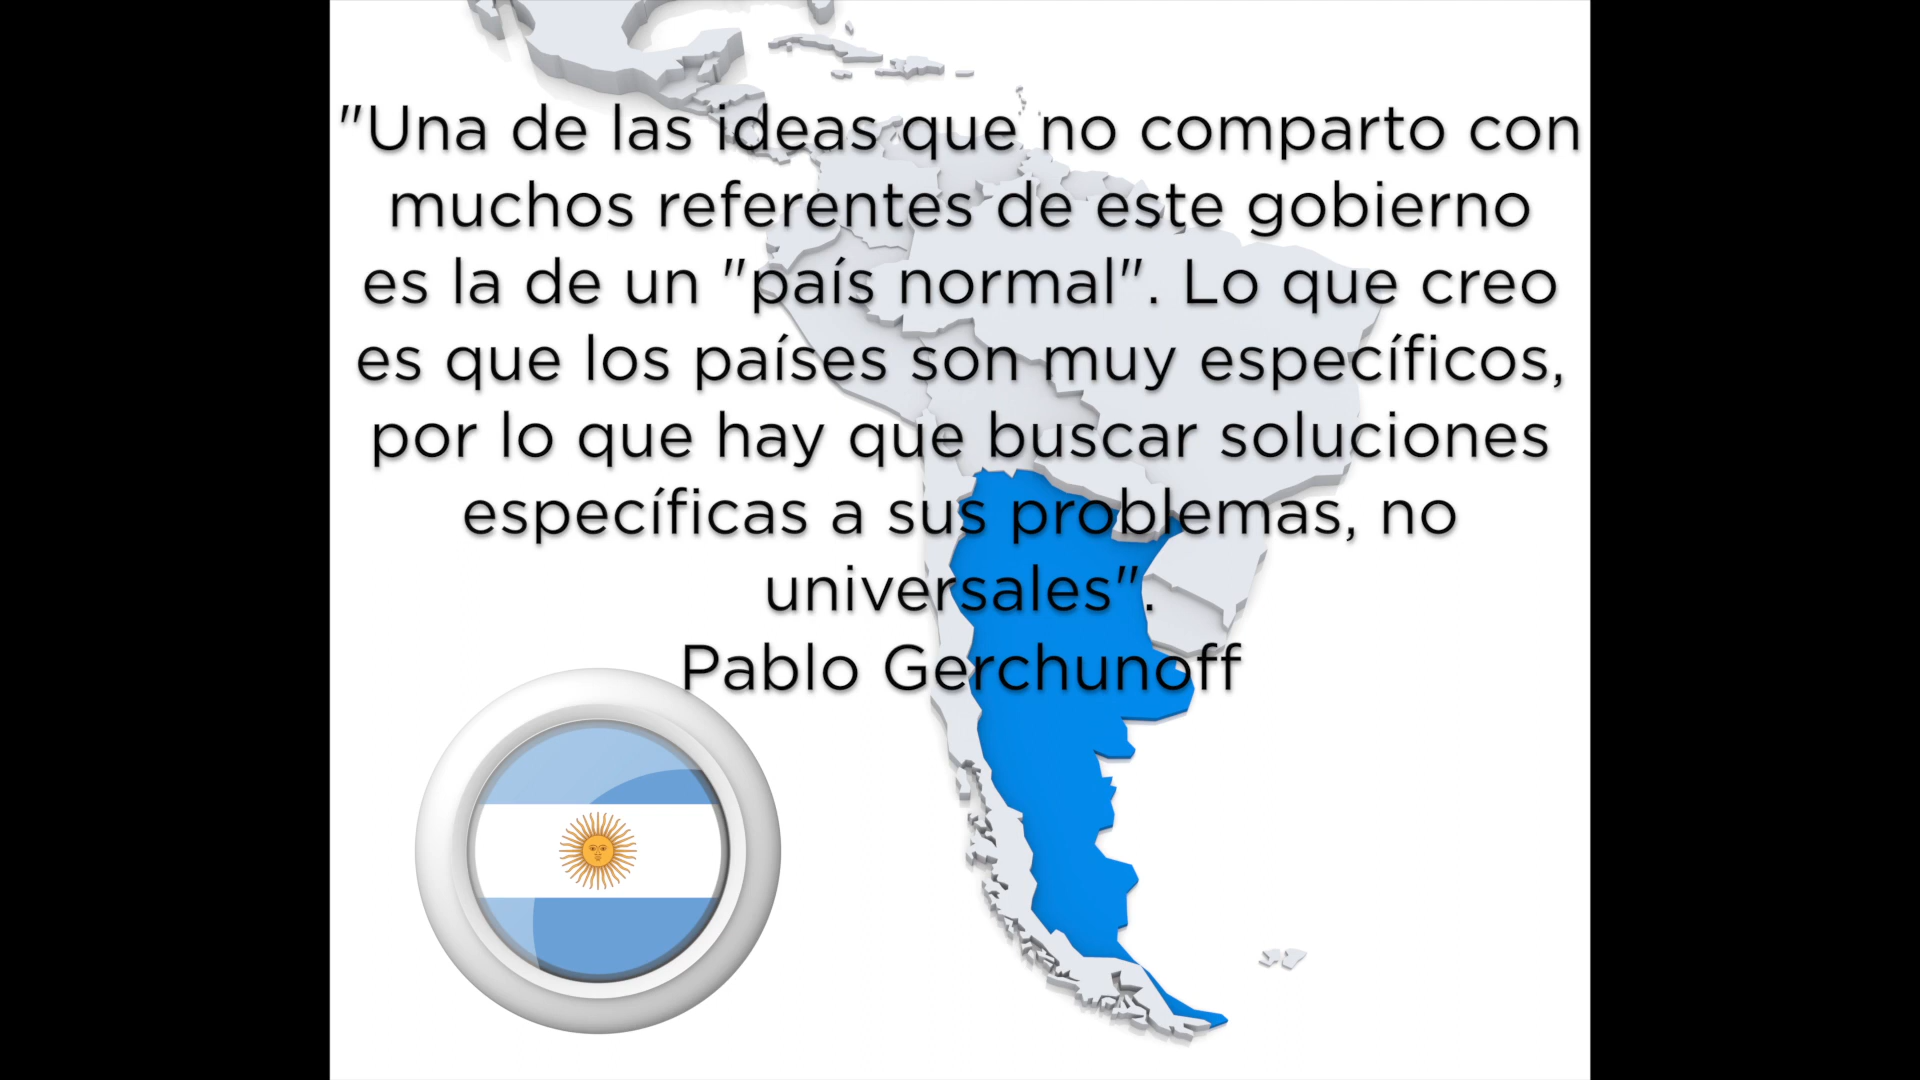 "Una de las ideas que no comparto con
muchos referentes de este gobierno
es la de un "país normal". Lo que creo
es que los países son muy específicos,
por lo que hay que buscar soluciones
específicas a sus problemas, no
universales".
Pablo Gerchunoff